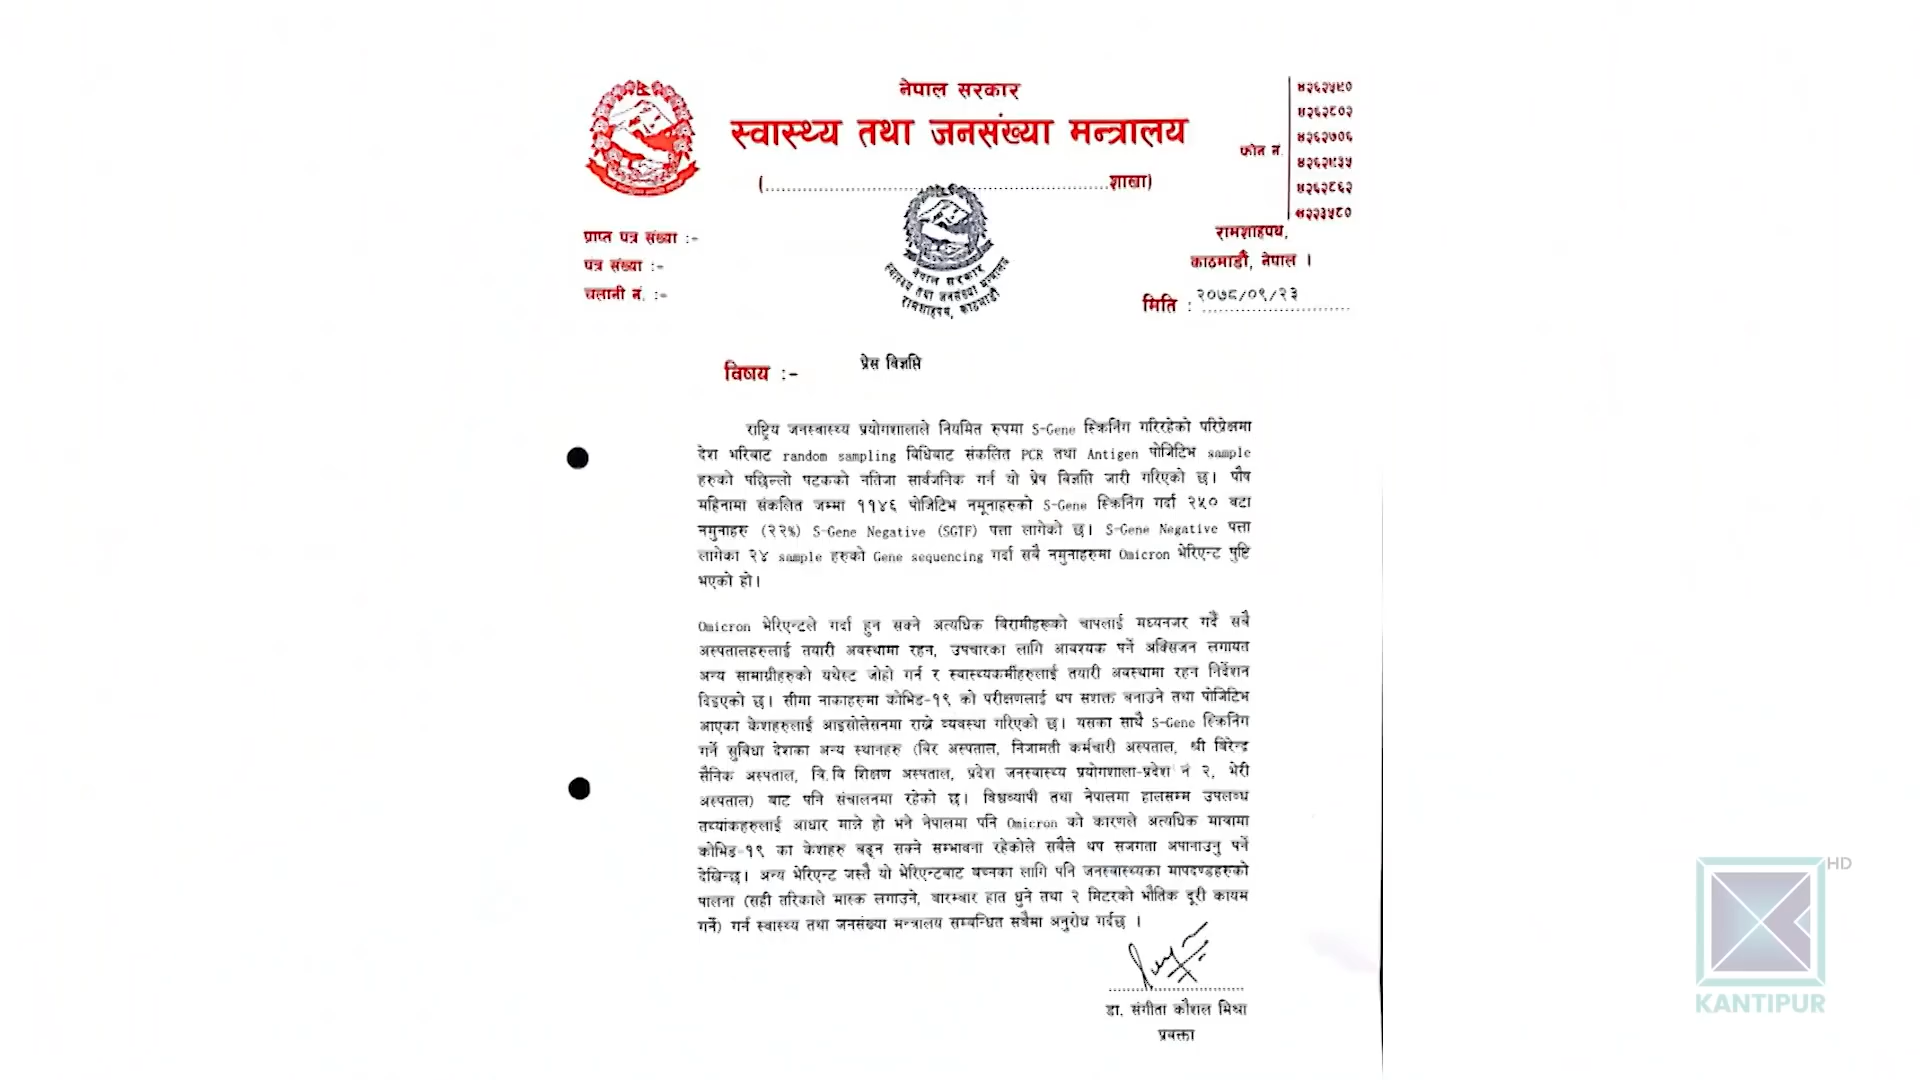 नेपाल सरकार
स्वास्थ्य तथा जनसंख्या मन्त्रालय
(........................शाखा)
फोन नं.
४२६२५९०
४२६२८०२
४२६२७०६
४२६२९३५
४२६२८६२
४२२३५८०
रामशाहपथ,
काठमाडौं, नेपाल ।
प्राप्त पत्र संख्या :-
पत्र संख्या :-
चलानी नं. :-
नेपाल सरकार
स्वास्थ्य तथा जनसंख्या मन्त्रालय
रामशाहपथ, काठमाडौं
मिति : २०७८/०९/२३
विषय :- प्रेस विज्ञप्ति
राष्ट्रिय जनस्वास्थ्य प्रयोगशालाले नियमित रुपमा S-Gene स्क्रिनिंग गरिरहेको परिप्रेक्षमा
देश भरिबाट random sampling विधिबाट संकलित PCR तथा Antigen पोजिटिभ sample
हरुको पछिल्लो पटकको नतिजा सार्वजनिक गर्न यो प्रेष विज्ञप्ति जारी गरिएको छ। पौष
महिनामा संकलित जम्मा ११४६ पोजिटिभ नमूनाहरुको S-Gene स्क्रिनिंग गर्दा २५० वटा
नमुनाहरु (२२%) S-Gene Negative (SGTF) पत्ता लागेको छ। S-Gene Negative पत्ता
लागेका २४ sample हरुको Gene sequencing गर्दा सबै नमुनाहरुमा Omicron भेरिएन्ट पुष्टि
भएको हो।
Omicron भेरिएन्टले गर्दा हुन सक्ने अत्यधिक बिरामीहरूको चापलाई मध्यनजर गर्दै सबै
अस्पतालहरुलाई तयारी अवस्थामा रहन, उपचारका लागि आवश्यक पर्ने अक्सिजन लगायत
अन्य सामाग्रीहरुको यथेस्ट जोहो गर्न र स्वास्थ्यकर्मीहरुलाई तयारी अवस्थामा रहन निर्देशन
दिइएको छ। सीमा नाकाहरुमा कोभिड-१९ को परीक्षणलाई थप सशक्त बनाउने तथा पोजिटिभ
आएका केशहरुलाई आइसोलेसनमा राख्ने व्यवस्था गरिएको छ। यसका साथै S-Gene स्क्रिनिंग
गर्ने सुबिधा देशका अन्य स्थानहरु (बिर अस्पताल, निजामती कर्मचारी अस्पताल, श्री बिरेन्द्र
सैनिक अस्पताल, त्रि.वि शिक्षण अस्पताल, प्रदेश जनस्वास्थ्य प्रयोगशाला-प्रदेश नं २, भेरी
अस्पताल) बाट पनि संचालनमा रहेको छ। विश्वव्यापी तथा नेपालमा हालसम्म उपलब्ध
तथ्यांकहरुलाई आधार मान्ने हो भने नेपालमा पनि Omicron को कारणले अत्यधिक मात्रामा
कोभिड-१९ का केशहरु बढ्न सक्ने सम्भावना रहेकोले सबैले थप सजगता अपानाउनु पर्ने
देखिन्छ। अन्य भेरिएन्ट जस्तै यो भेरिएन्टबाट बच्नका लागि पनि जनस्वास्थ्यका मापदण्डहरुको
पालना (सही तरिकाले मास्क लगाउने, बारम्बार हात धुने तथा २ मिटरको भौतिक दूरी कायम
गर्ने) गर्न स्वास्थ्य तथा जनसंख्या मन्त्रालय सम्बन्धित सबैमा अनुरोध गर्दछ ।
डा. संगीता कौशल मिश्रा
प्रवक्ता
HD
KANTIPUR